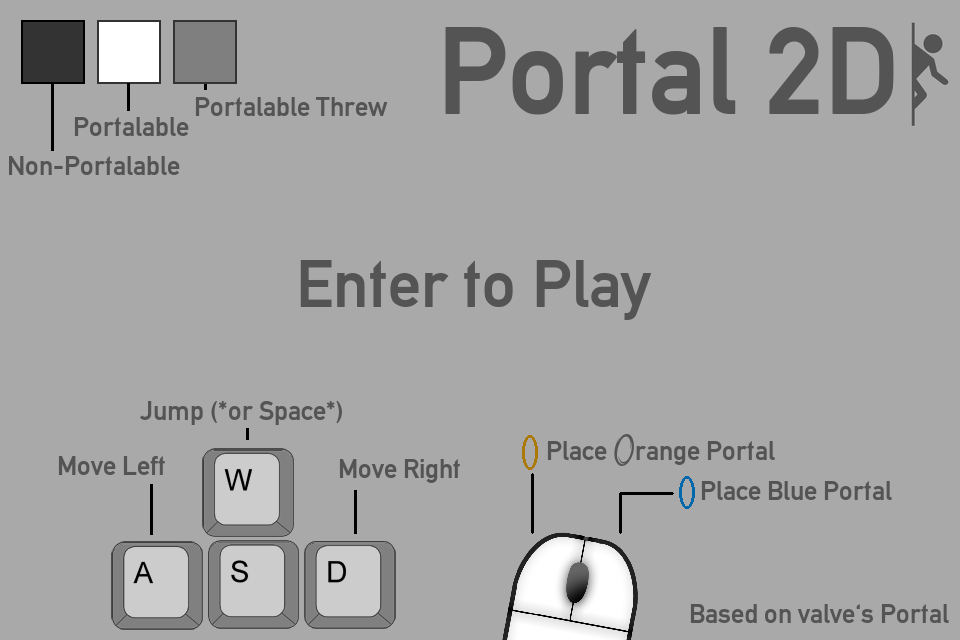 Portal 2D
Portalable Threw
Portalable
Non-Portalable
Enter to Play
Jump (*or Space*)
Move Left
Move Right
W
A
S
D
Place Orange Portal
Place Blue Portal
Based on valve's Portal